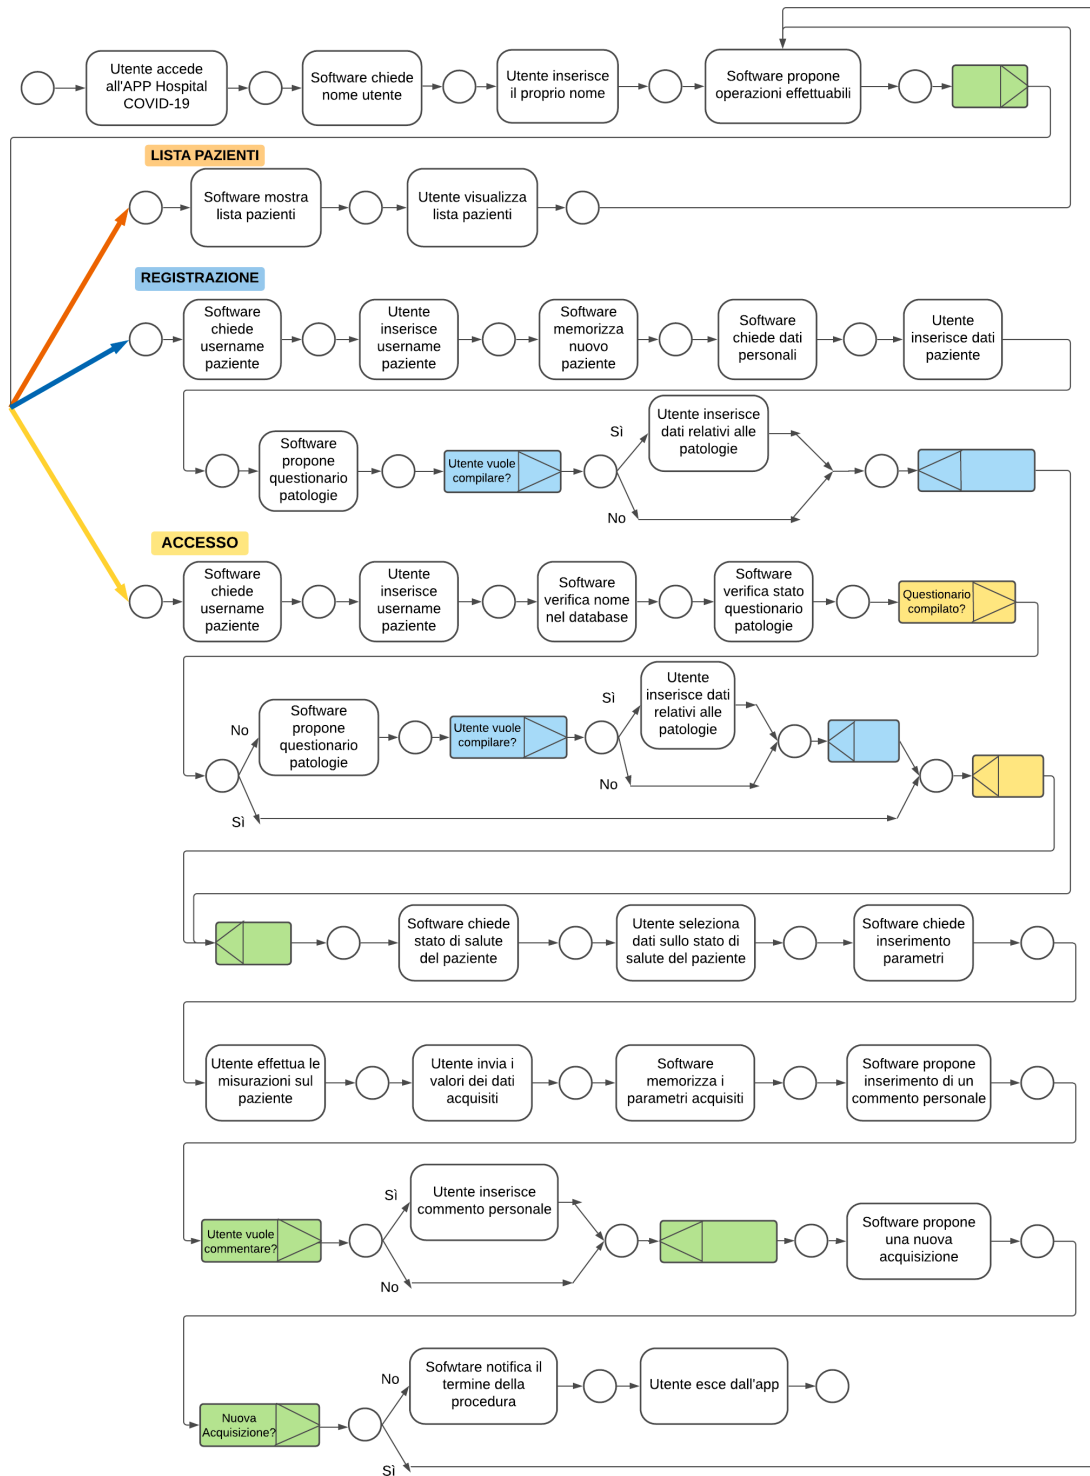 Utente accede
all'APP Hospital
COVID-19
Software chiede
nome utente
Utente inserisce
il proprio nome
Software propone
operazioni effettuabili
LISTA PAZIENTI
Software mostra
lista pazienti
Utente visualizza
lista pazienti
REGISTRAZIONE
Software
chiede
username
paziente
Utente
inserisce
username
paziente
Software
memorizza
nuovo
paziente
Software
chiede dati
personali
Utente
inserisce dati
paziente
Software
propone
questionario
patologie
Utente vuole
compilare?
Sì
Utente inserisce
dati relativi alle
patologie
No
ACCESSO
Software
chiede
username
paziente
Utente
inserisce
username
paziente
Software
verifica nome
nel database
Software
verifica stato
questionario
patologie
Questionario
compilato?
No
Software
propone
questionario
patologie
Utente vuole
compilare?
Sì
Utente
inserisce dati
relativi alle
patologie
No
Sì
Software chiede
stato di salute
del paziente
Utente seleziona
dati sullo stato di
salute del paziente
Software chiede
inserimento
parametri
Utente effettua le
misurazioni sul
paziente
Utente invia i
valori dei dati
acquisiti
Software
memorizza i
parametri acquisiti
Software propone
inserimento di un
commento personale
Utente vuole
commentare?
Sì
Utente inserisce
commento personale
No
Software propone
una nuova
acquisizione
Nuova
Acquisizione?
No
Sofwtare notifica il
termine della
procedura
Utente esce dall'app
Sì